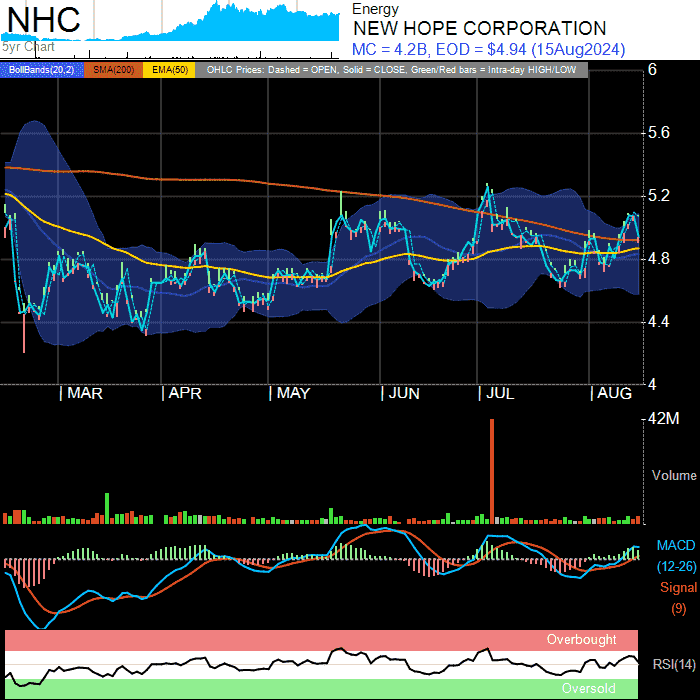 NHC
5yr Chart
Energy
NEW HOPE CORPORATION
MC = 4.2B, EOD = $4.94 (15Aug2024)
BollBands(20,2) SMA(200) EMA(50) OHLC Prices: Dashed = OPEN, Solid = CLOSE, Green/Red bars = Intra-day HIGH/LOW
6
5.6
5.2
4.8
4.4
4
MAR APR MAY JUN JUL AUG
42M
Volume
MACD
(12-26)
Signal
(9)
Overbought
RSI(14)
Oversold